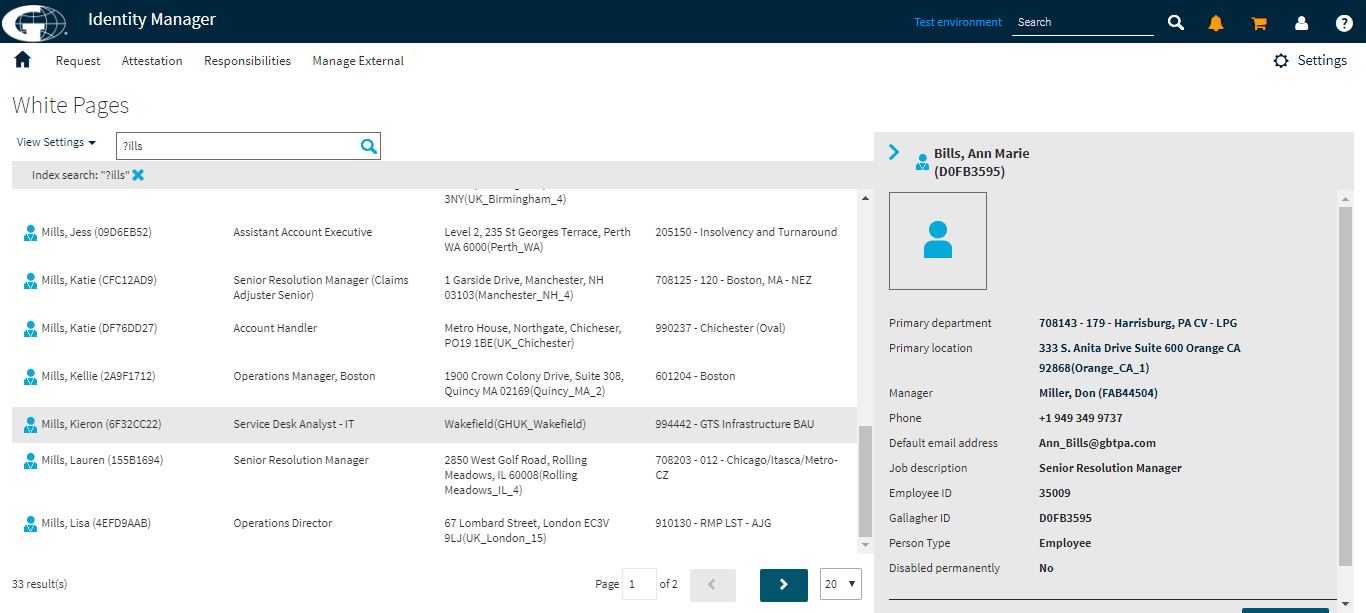 Identity Manager
Test environment
Search
Request Attestation Responsibilities Manage External
Settings
White Pages
View Settings
?ills
Index search: "?ills"
3NY(UK_Birmingham_4)
Mills, Jess (09D6EB52) Assistant Account Executive Level 2, 235 St Georges Terrace, Perth 205150 - Insolvency and Turnaround
WA 6000(Perth_WA)
Mills, Katie (CFC12AD9) Senior Resolution Manager (Claims 1 Garside Drive, Manchester, NH 708125 - 120 - Boston, MA - NEZ
Adjuster Senior) 03103(Manchester_NH_4)
Mills, Katie (DF76DD27) Account Handler Metro House, Northgate, Chicheser, 990237 - Chichester (Oval)
PO19 1BE(UK_Chichester)
Mills, Kellie (2A9F1712) Operations Manager, Boston 1900 Crown Colony Drive, Suite 308, 601204 - Boston
Quincy MA 02169(Quincy_MA_2)
Mills, Kieron (6F32CC22) Service Desk Analyst - IT Wakefield(GHUK_Wakefield) 994442 - GTS Infrastructure BAU
Mills, Lauren (155B1694) Senior Resolution Manager 2850 West Golf Road, Rolling 708203 - 012 - Chicago/Itasca/Metro-
Meadows, IL 60008(Rolling CZ
Meadows_IL_4)
Mills, Lisa (4EFD9AAB) Operations Director 67 Lombard Street, London EC3V 910130 - RMP LST - AJG
9LJ(UK_London_15)
33 result(s)
Page 1 of 2
20
Bills, Ann Marie
(D0FB3595)
Primary department 708143 - 179 - Harrisburg, PA CV - LPG
Primary location 333 S. Anita Drive Suite 600 Orange CA
92868(Orange_CA_1)
Manager Miller, Don (FAB44504)
Phone +1 949 349 9737
Default email address Ann_Bills@gbtpa.com
Job description Senior Resolution Manager
Employee ID 35009
Gallagher ID D0FB3595
Person Type Employee
Disabled permanently No